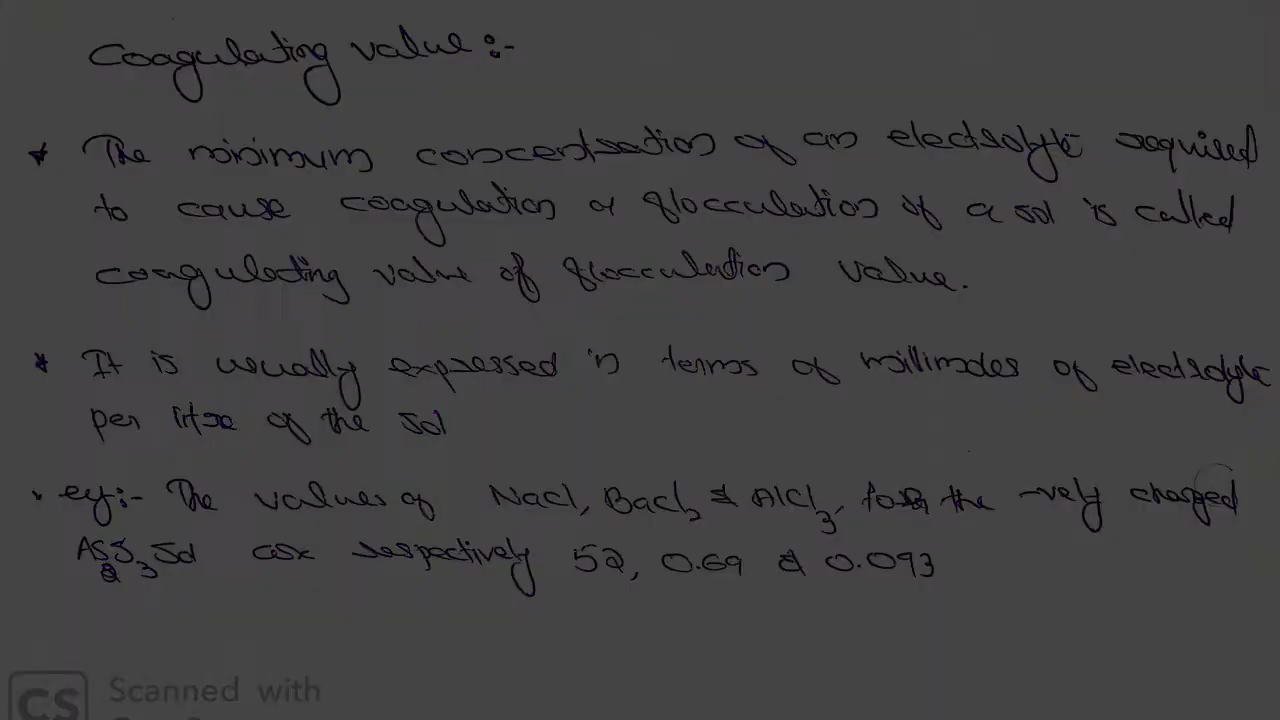 Coagulating value :-
* The minimum concentration of an electrolyte required
to cause coagulation or flocculation of a sol is called
coagulating value of flocculation value.
* It is usually expressed in terms of millimoles of electrolyte
per litre of the sol
• eg:- The values of NaCl, BaCl2 & AlCl3, for the -vely charged
AS2S3 Sol are respectively 52, 0.69 & 0.093
CS Scanned with